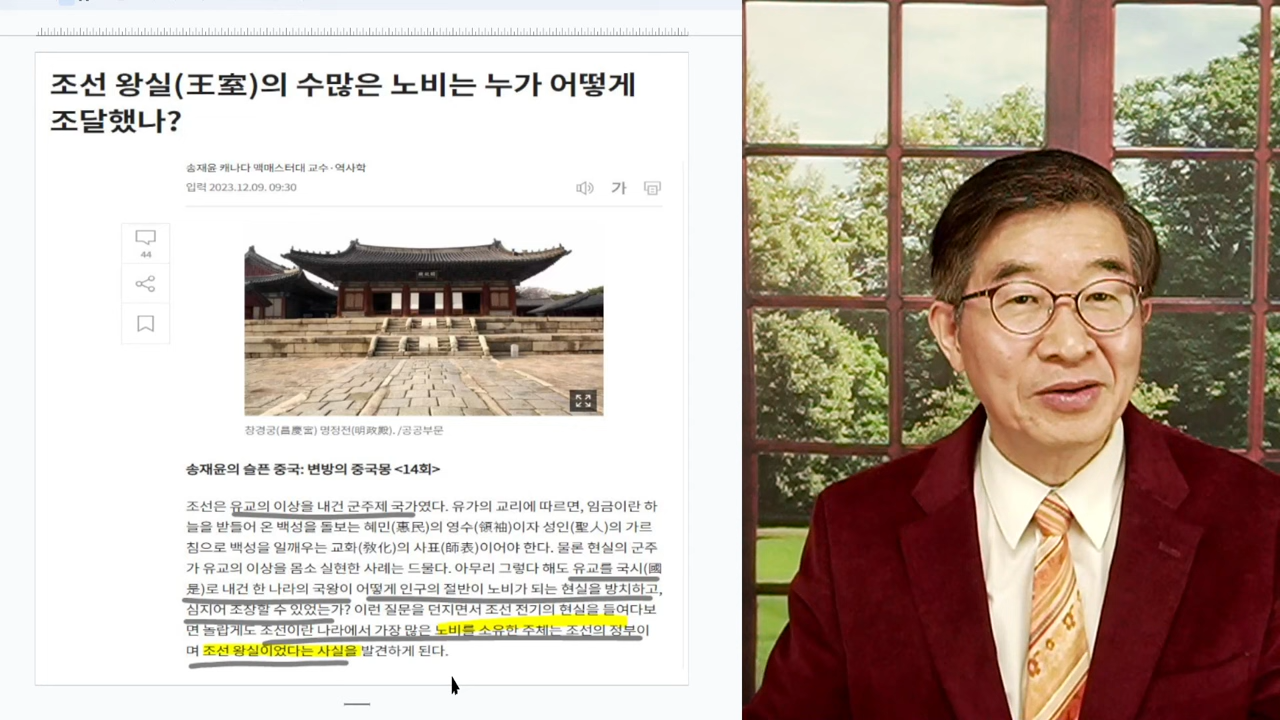 조선 왕실(王室)의 수많은 노비는 누가 어떻게
조달했나?
송재윤 캐나다 맥매스터대 교수·역사학
입력 2023.12.09. 09:30
가
44
창경궁(昌慶宮) 명정전(明政殿). /공공부문
송재윤의 슬픈 중국: 변방의 중국몽 <14회>
조선은 유교의 이상을 내건 군주제 국가였다. 유가의 교리에 따르면, 임금이란 하
늘을 받들어 온 백성을 돌보는 혜민(惠民)의 영수(領袖)이자 성인(聖人)의 가르
침으로 백성을 일깨우는 교화(敎化)의 사표(師表)이어야 한다. 물론 현실의 군주
가 유교의 이상을 몸소 실현한 사례는 드물다. 아무리 그렇다 해도 유교를 국시(國
是)로 내건 한 나라의 국왕이 어떻게 인구의 절반이 노비가 되는 현실을 방치하고,
심지어 조장할 수 있었는가? 이런 질문을 던지면서 조선 전기의 현실을 들여다보
면 놀랍게도 조선이란 나라에서 가장 많은 노비를 소유한 주체는 조선의 정부이
며 조선 왕실이었다는 사실을 발견하게 된다.